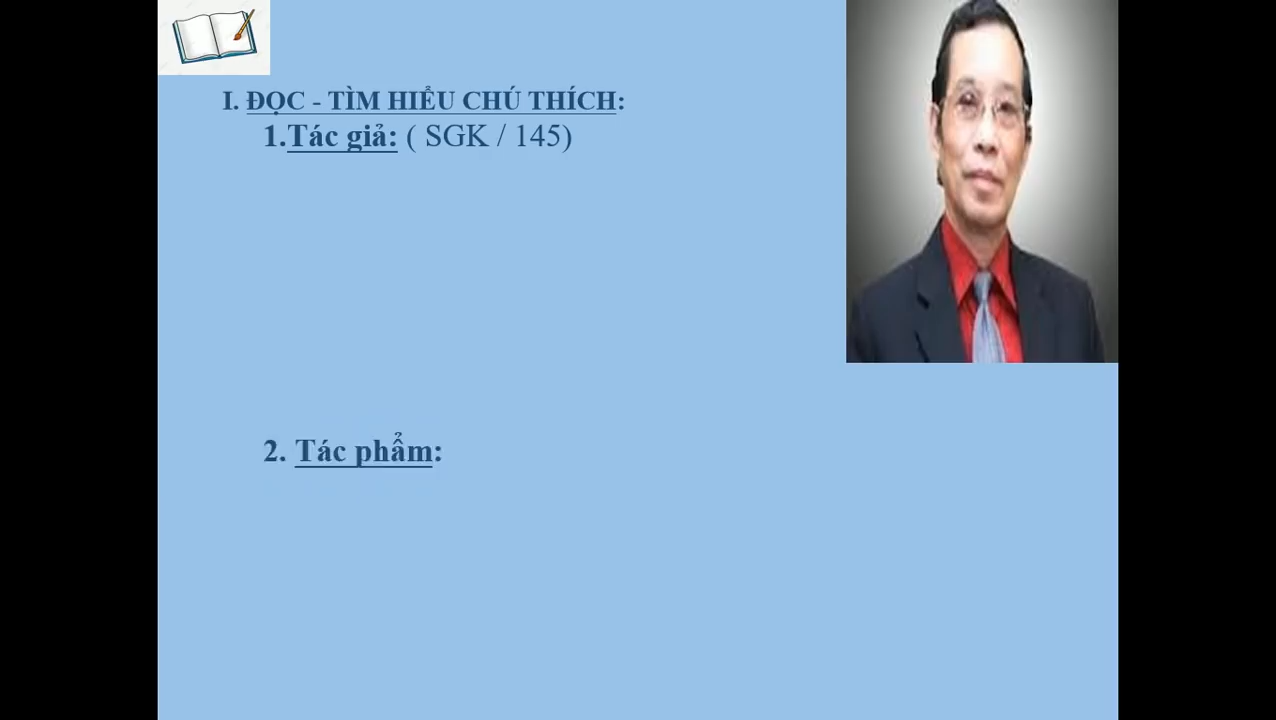 I. ĐỌC - TÌM HIỂU CHÚ THÍCH:
1.Tác giả: ( SGK / 145)
2. Tác phẩm: